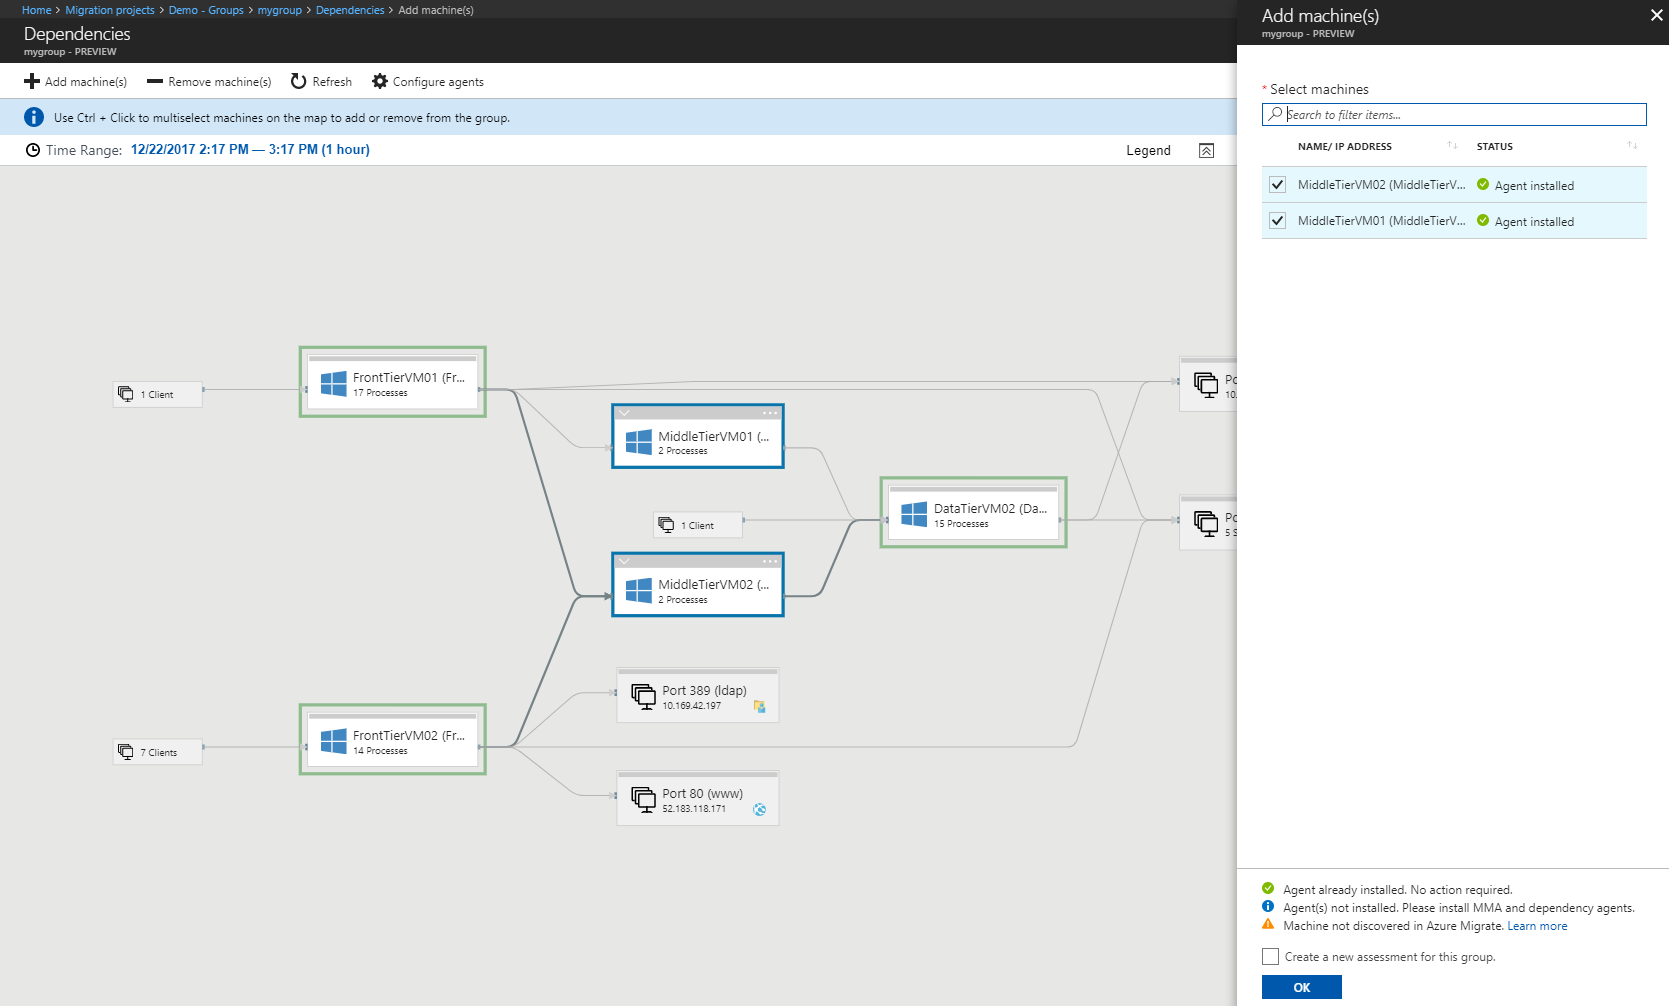 Home > Migration projects > Demo - Groups > mygroup > Dependencies > Add machine(s)
Dependencies
mygroup - PREVIEW
Add machine(s) Remove machine(s) Refresh Configure agents
Use Ctrl + Click to multiselect machines on the map to add or remove from the group.
Time Range: 12/22/2017 2:17 PM — 3:17 PM (1 hour)
Legend
1 Client
FrontTierVM01 (Fr...
17 Processes
MiddleTierVM01 (...
2 Processes
1 Client
DataTierVM02 (Da...
15 Processes
MiddleTierVM02 (...
2 Processes
Port 389 (ldap)
10.169.42.197
7 Clients
FrontTierVM02 (Fr...
14 Processes
Port 80 (www)
52.183.118.171
10.
Add machine(s)
mygroup - PREVIEW
* Select machines
Search to filter items...
NAME/ IP ADDRESS STATUS
MiddleTierVM02 (MiddleTierV... Agent installed
MiddleTierVM01 (MiddleTierV... Agent installed
Agent already installed. No action required.
Agent(s) not installed. Please install MMA and dependency agents.
Machine not discovered in Azure Migrate. Learn more
Create a new assessment for this group.
OK